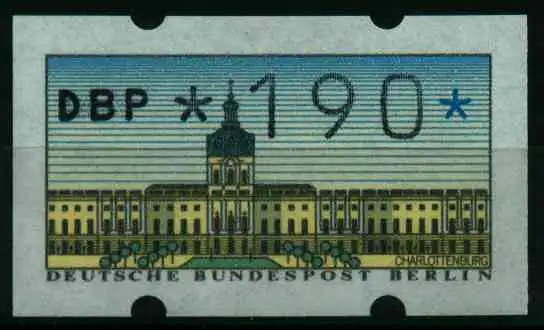 DBP *190*
CHARLOTTENBURG
DEUTSCHE BUNDESPOST BERLIN